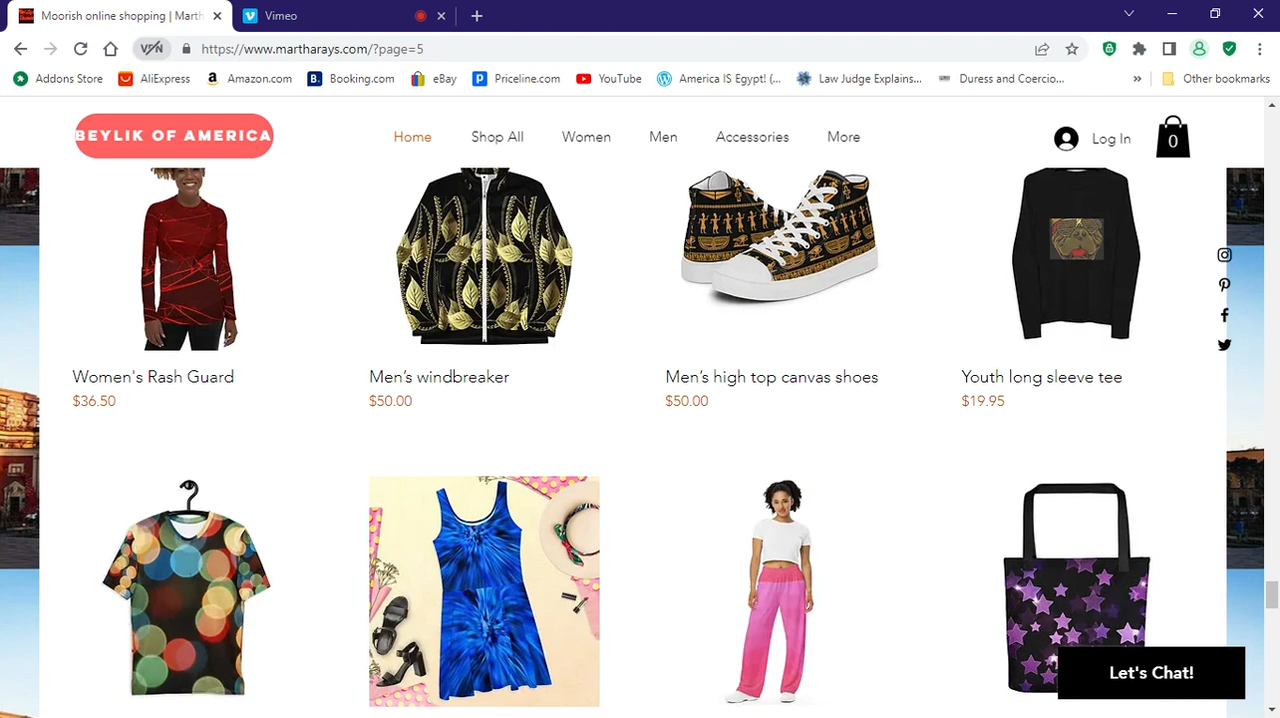 Moorish online shopping | Marth
Vimeo
VPN
https://www.martharays.com/?page=5
Addons Store
AliExpress
Amazon.com
Booking.com
eBay
Priceline.com
YouTube
America IS Egypt! (...
Law Judge Explains...
Duress and Coercio...
Other bookmarks
BEYLIK OF AMERICA
Home
Shop All
Women
Men
Accessories
More
Log In
0
Women's Rash Guard
$36.50
Men’s windbreaker
$50.00
Men’s high top canvas shoes
$50.00
Youth long sleeve tee
$19.95
Let's Chat!